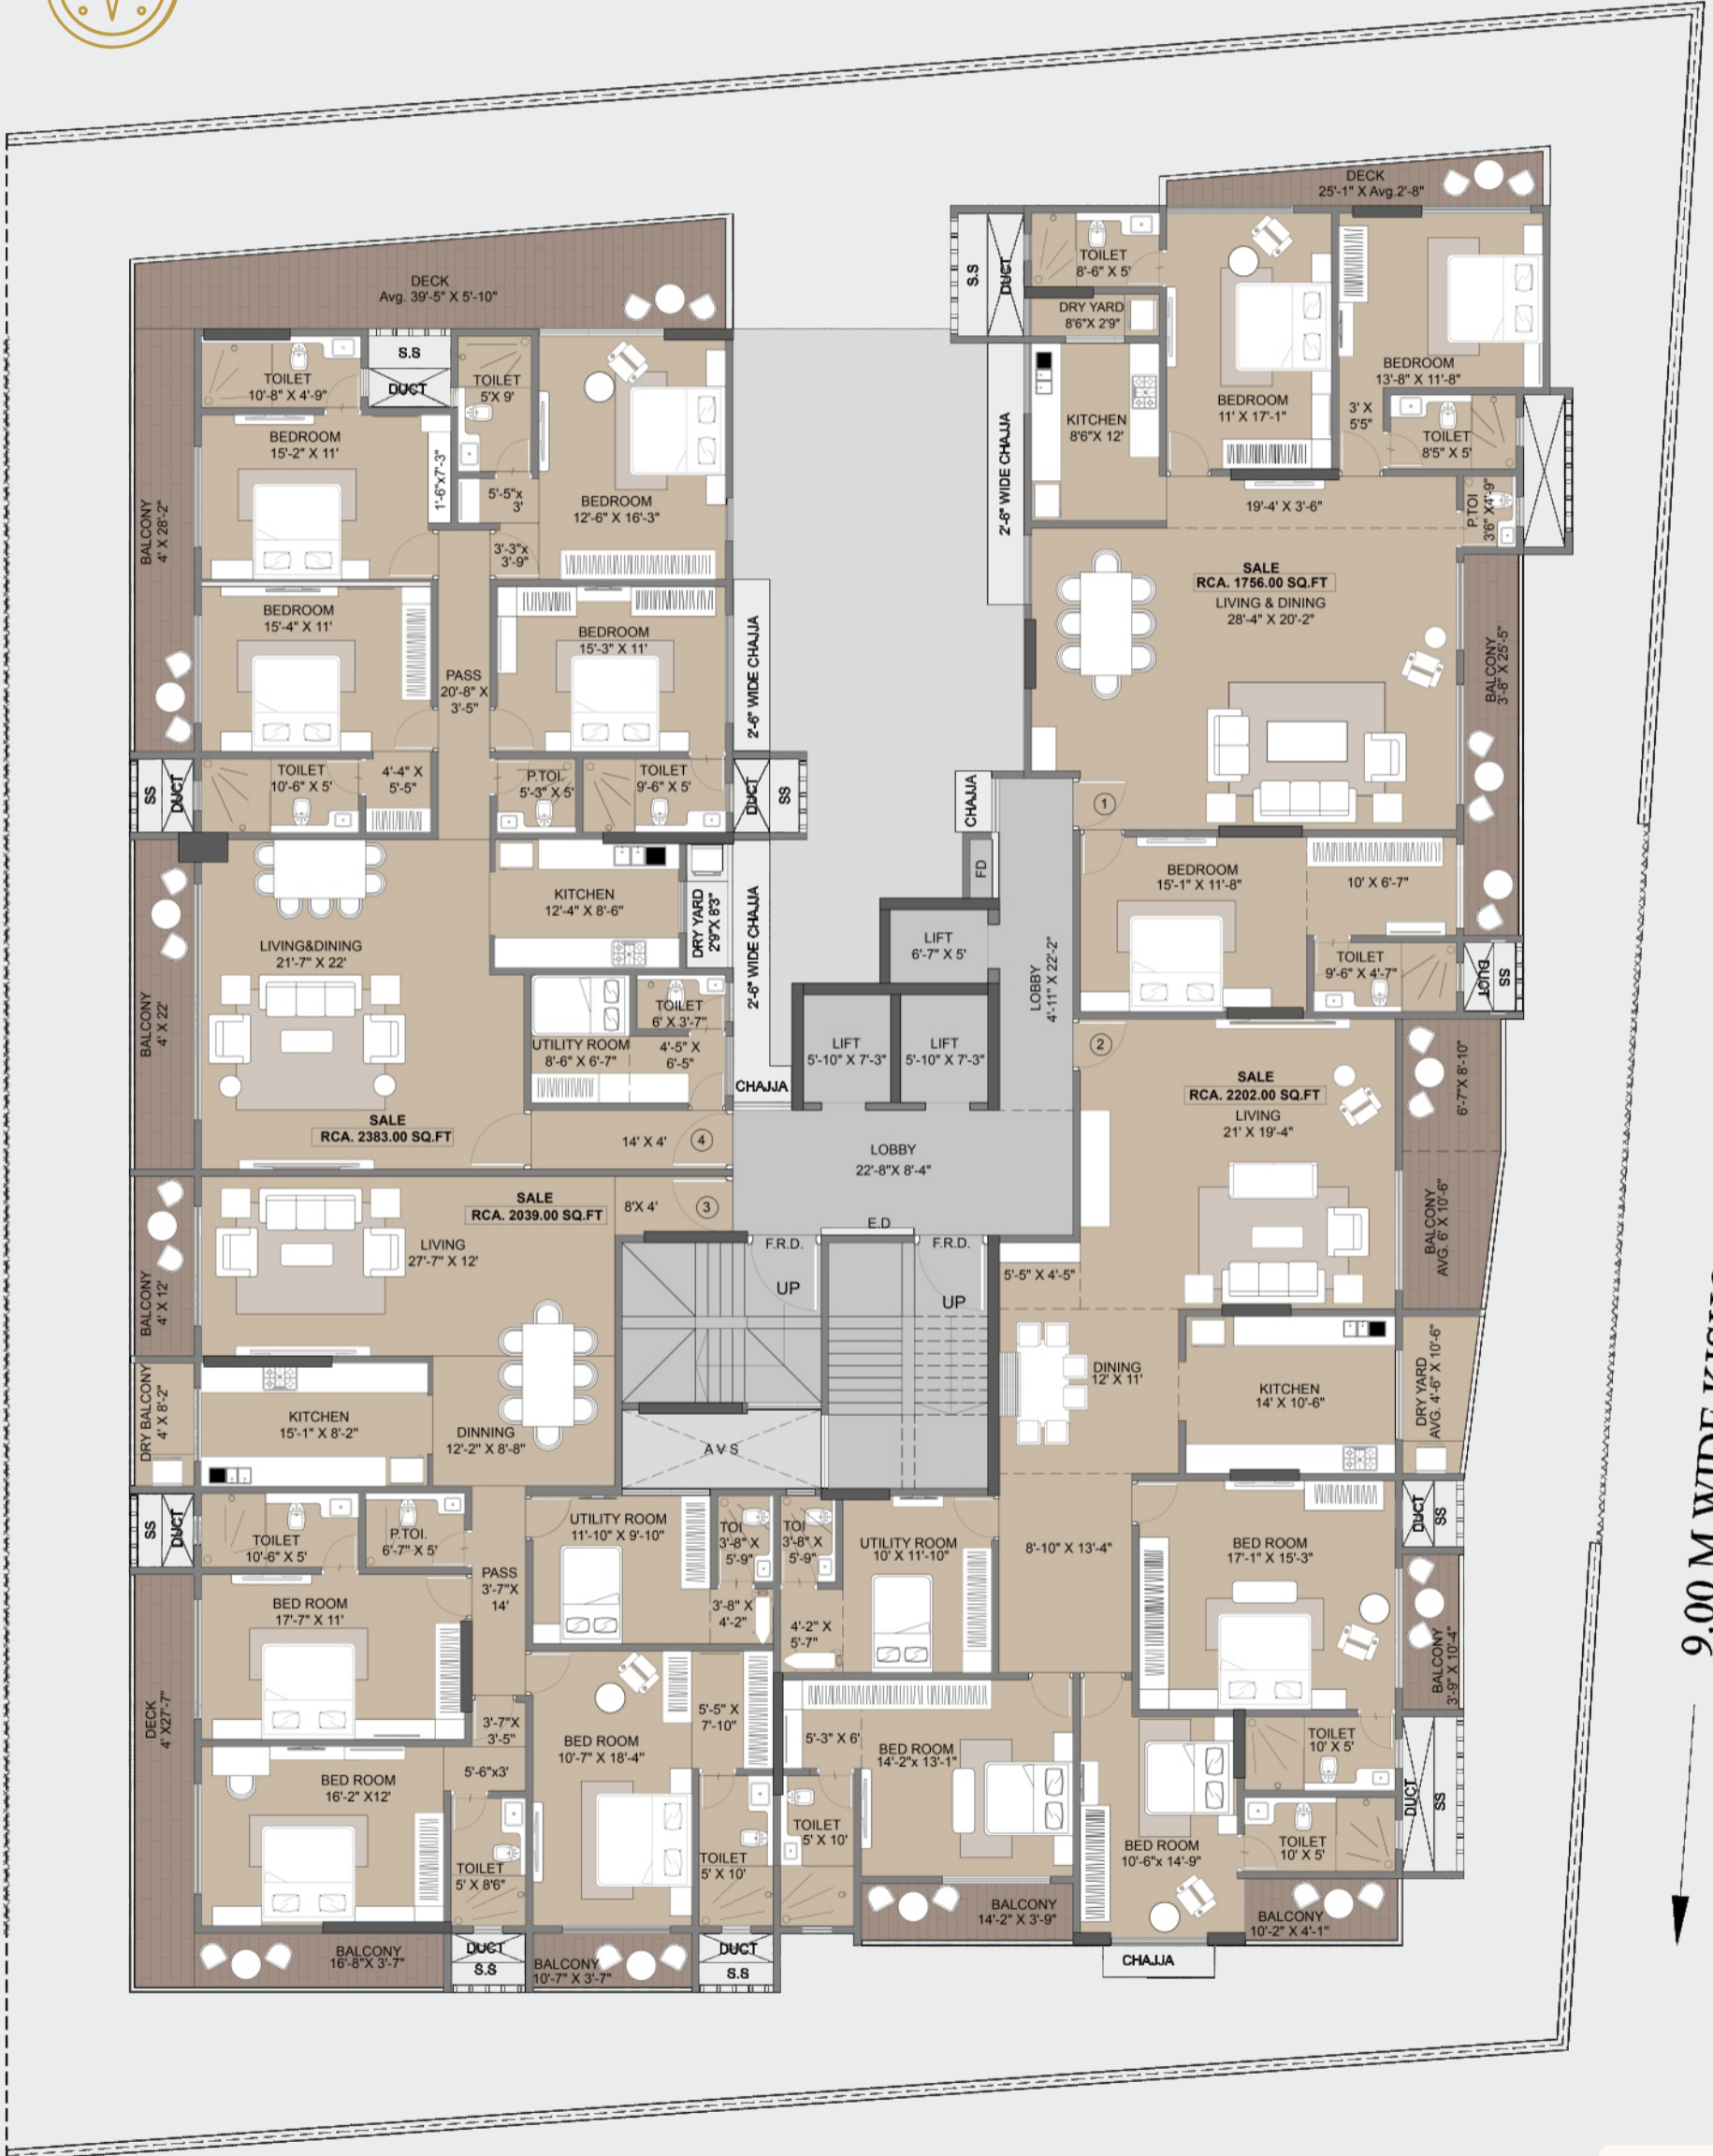 DECK
25'-1" X Avg.2'-8"
S.S
DUCT
TOILET
8'-6" X 5'
DRY YARD
8'6"X 2'9"
KITCHEN
8'6"X 12'
2'-6" WIDE CHAJJA
BEDROOM
11' X 17'-1"
BEDROOM
13'-8" X 11'-8"
3' X
5'5"
TOILET
8'5" X 5'
19'-4' X 3'-6"
P.TOI
3'6" X4'-9"
SALE
RCA. 1756.00 SQ.FT
LIVING & DINING
28'-4" X 20'-2"
BALCONY
3'-8" X 25'-5"
1
CHAJJA
FD
BEDROOM
15'-1" X 11'-8"
10' X 6'-7"
TOILET
9'-6" X 4'-7"
DUCT
SS
DECK
Avg. 39'-5" X 5'-10"
TOILET
10'-8" X 4'-9"
S.S
DUCT
TOILET
5'X 9'
BEDROOM
15'-2" X 11'
1'-6"x7'-3"
5'-5"x
3'
BEDROOM
12'-6" X 16'-3"
3'-3"x
3'-9"
BALCONY
4' X 28'-2"
BEDROOM
15'-4" X 11'
PASS
20'-8" X
3'-5"
BEDROOM
15'-3" X 11'
2'-6" WIDE CHAJJA
SS
DUCT
TOILET
10'-6" X 5'
4'-4" X
5'-5"
P.TOI.
5'-3" X 5'
TOILET
9'-6" X 5'
DUCT
SS
KITCHEN
12'-4" X 8'-6"
DRY YARD
2'9"X 8'3"
2'-6" WIDE CHAJJA
LIVING&DINING
21'-7" X 22'
BALCONY
4' X 22'
TOILET
6' X 3'-7"
UTILITY ROOM
8'-6" X 6'-7"
4'-5" X
6'-5"
CHAJJA
SALE
RCA. 2383.00 SQ.FT
14' X 4'
4
LIFT
6'-7" X 5'
LOBBY
4'-11" X 22'-2"
LIFT
5'-10" X 7'-3"
LIFT
5'-10" X 7'-3"
LOBBY
22'-8"X 8'-4"
E.D
F.R.D.
F.R.D.
UP
UP
A V S
2
SALE
RCA. 2202.00 SQ.FT
LIVING
21' X 19'-4"
6'-7"X 8'-10"
BALCONY
AVG. 6' X 10'-6"
5'-5" X 4'-5"
DINING
12' X 11'
KITCHEN
14' X 10'-6"
DRY YARD
AVG. 4'-6" X 10'-6"
DUCT
SS
SALE
RCA. 2039.00 SQ.FT
8'X 4'
3
LIVING
27'-7" X 12'
BALCONY
4' X 12'
DRY BALCONY
4' X 8'-2"
KITCHEN
15'-1" X 8'-2"
DINNING
12'-2" X 8'-8"
SS
DUCT
TOILET
10'-6" X 5'
P.TOI.
6'-7" X 5'
PASS
3'-7"X
14'
UTILITY ROOM
11'-10" X 9'-10"
TOI
3'-8" X
5'-9"
3'-8" X
4'-2"
TOI
3'-8" X
5'-9"
4'-2" X
5'-7"
UTILITY ROOM
10' X 11'-10"
8'-10" X 13'-4"
BED ROOM
17'-1" X 15'-3"
BALCONY
3'-9" X 10'-4"
BED ROOM
17'-7" X 11'
DECK
4' X27'-7"
3'-7"X
3'-5"
5'-6"x3'
BED ROOM
16'-2" X12'
TOILET
5' X 8'6"
BED ROOM
10'-7" X 18'-4"
5'-5" X
7'-10"
TOILET
5' X 10'
5'-3" X 6'
BED ROOM
14'-2"x 13'-1"
TOILET
5' X 10'
BED ROOM
10'-6"x 14'-9"
TOILET
10' X 5'
TOILET
10' X 5'
DUCT
SS
BALCONY
16'-8"X 3'-7"
DUCT
S.S
BALCONY
10'-7" X 3'-7"
DUCT
S.S
BALCONY
14'-2" X 3'-9"
BALCONY
10'-2" X 4'-1"
CHAJJA
9.00 M WIDE